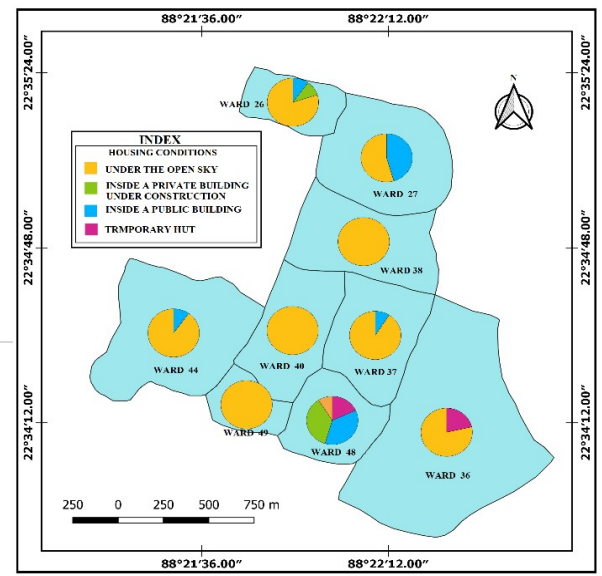 88°21'36.00″ 88°22'12.00″
22°35'24.00″ 22°35'24.00″
N
WARD 26
INDEX
HOUSING CONDITIONS
UNDER THE OPEN SKY
INSIDE A PRIVATE BUILDING
UNDER CONSTRUCTION
INSIDE A PUBLIC BUILDING
TRMPORARY HUT
WARD 27
22°34'48.00″ 22°34'48.00″
WARD 38
WARD 44
WARD 40
WARD 37
22°34'12.00″ 22°34'12.00″
WARD 49
WARD 48
WARD 36
250 0 250 500 750 m
88°21'36.00″ 88°22'12.00″